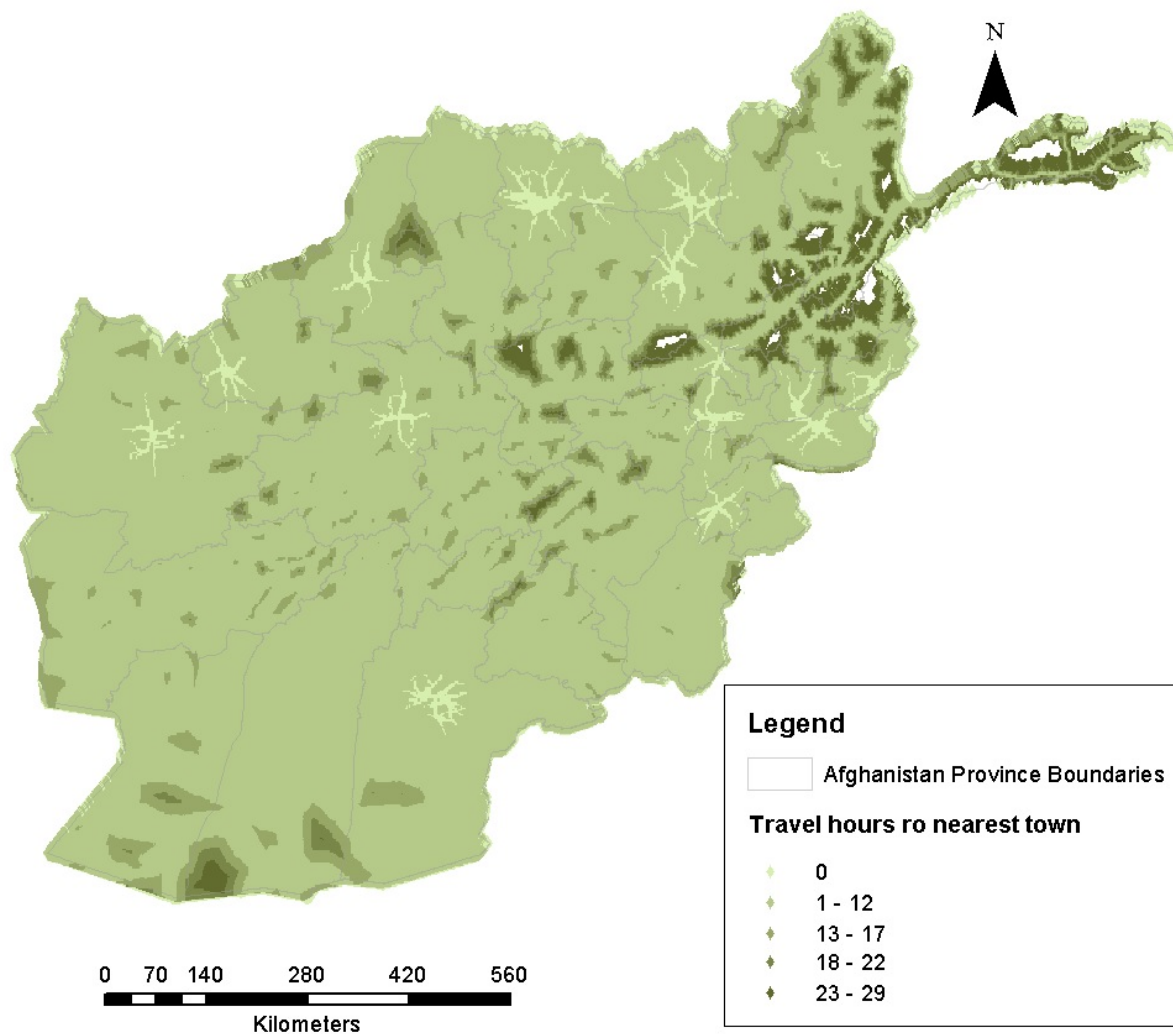 N
Legend
Afghanistan Province Boundaries
Travel hours ro nearest town
0
1 - 12
13 - 17
18 - 22
23 - 29
0 70 140 280 420 560
Kilometers